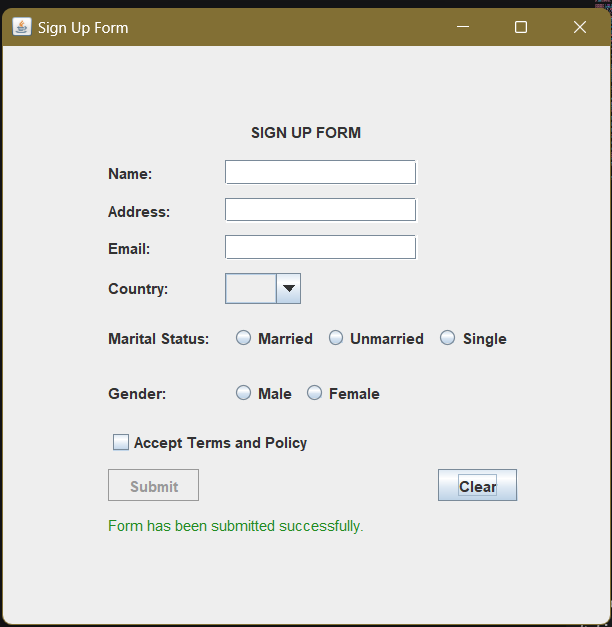 Sign Up Form
SIGN UP FORM
Name:
Address:
Email:
Country:
Marital Status: Married Unmarried Single
Gender: Male Female
Accept Terms and Policy
Submit Clear
Form has been submitted successfully.